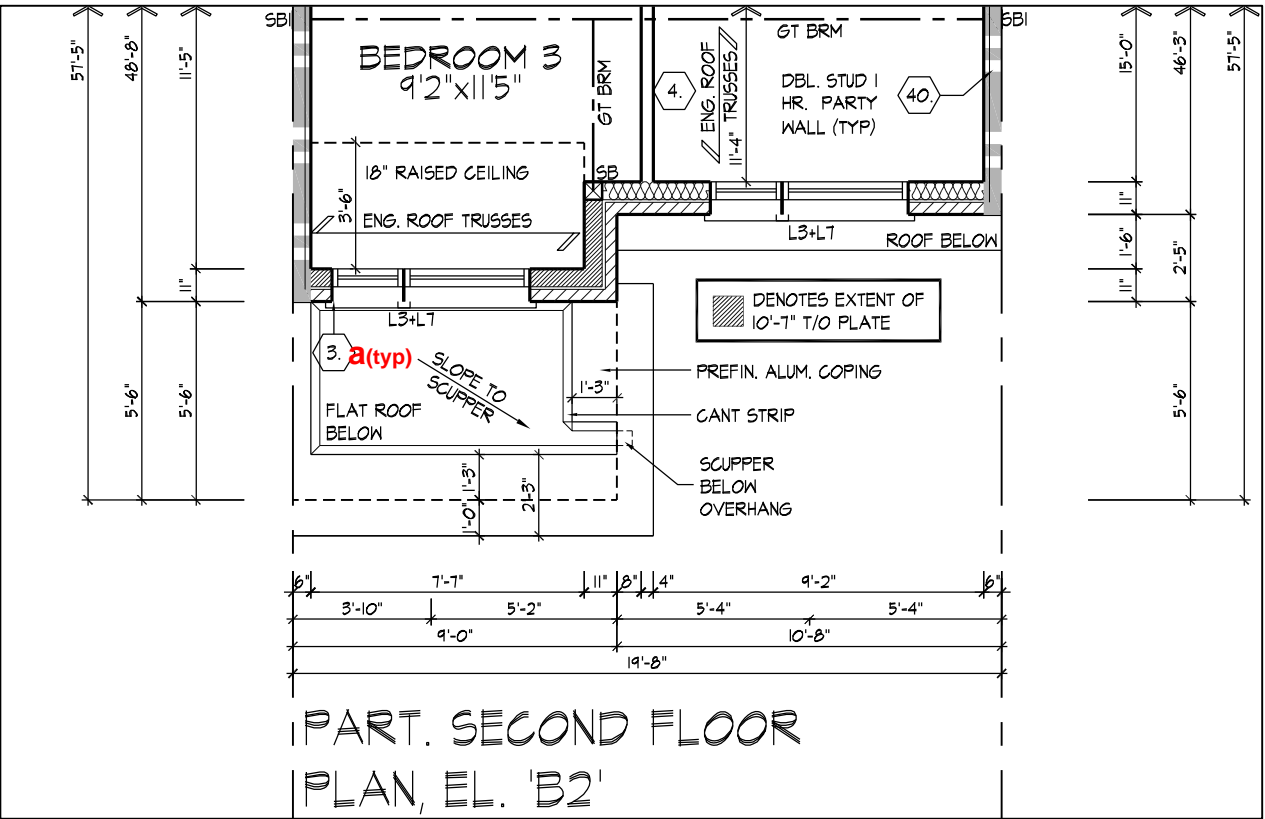 SBI
SBI
57'-5"
48'-8"
11'-5"
BEDROOM 3
9'2"x11'5"
GT BRM
4.
ENG. ROOF
TRUSSES
11'-4"
GT BRM
DBL. STUD 1
HR. PARTY
WALL (TYP)
40.
15'-0"
46'-3"
57'-5"
18" RAISED CEILING
3'-6"
SB
ENG. ROOF TRUSSES
L3+L7
ROOF BELOW
11"
1'-6"
2'-5"
11"
11"
DENOTES EXTENT OF
10'-7" T/O PLATE
L3+L7
3.
a(typ)
SLOPE TO
SCUPPER
PREFIN. ALUM. COPING
1'-3"
CANT STRIP
FLAT ROOF
BELOW
5'-6"
5'-6"
5'-6"
SCUPPER
BELOW
OVERHANG
1'-3"
1'-0"
2'-3"
6"
7'-7"
11"
8"
4"
9'-2"
6"
3'-10"
5'-2"
5'-4"
5'-4"
9'-0"
10'-8"
19'-8"
PART. SECOND FLOOR
PLAN, EL. 'B2'